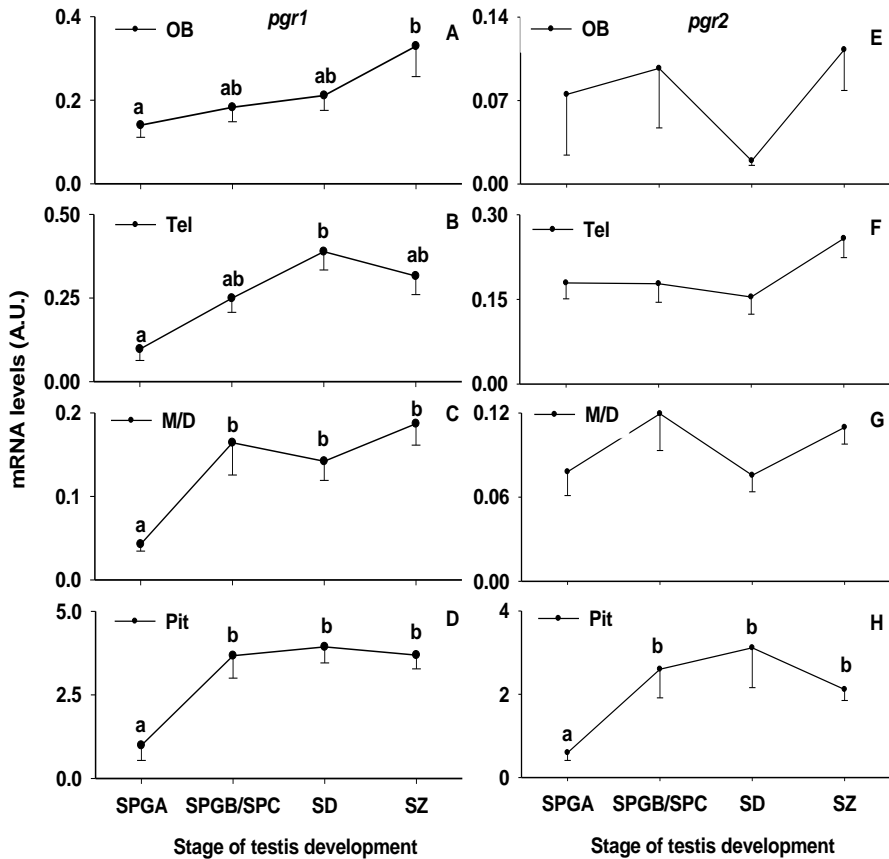 pgr1
pgr2
mRNA levels (A.U.)
0.4
0.2
0.0
OB
A
a
ab
ab
b
0.14
0.07
0.00
OB
E
0.50
0.25
0.00
Tel
B
a
ab
b
ab
0.30
0.15
0.00
Tel
F
0.2
0.1
0.0
M/D
C
a
b
b
b
0.12
0.06
0.00
M/D
G
5.0
2.5
0.0
Pit
D
a
b
b
b
4
2
0
Pit
H
a
b
b
b
SPGA SPGB/SPC SD SZ
SPGA SPGB/SPC SD SZ
Stage of testis development
Stage of testis development